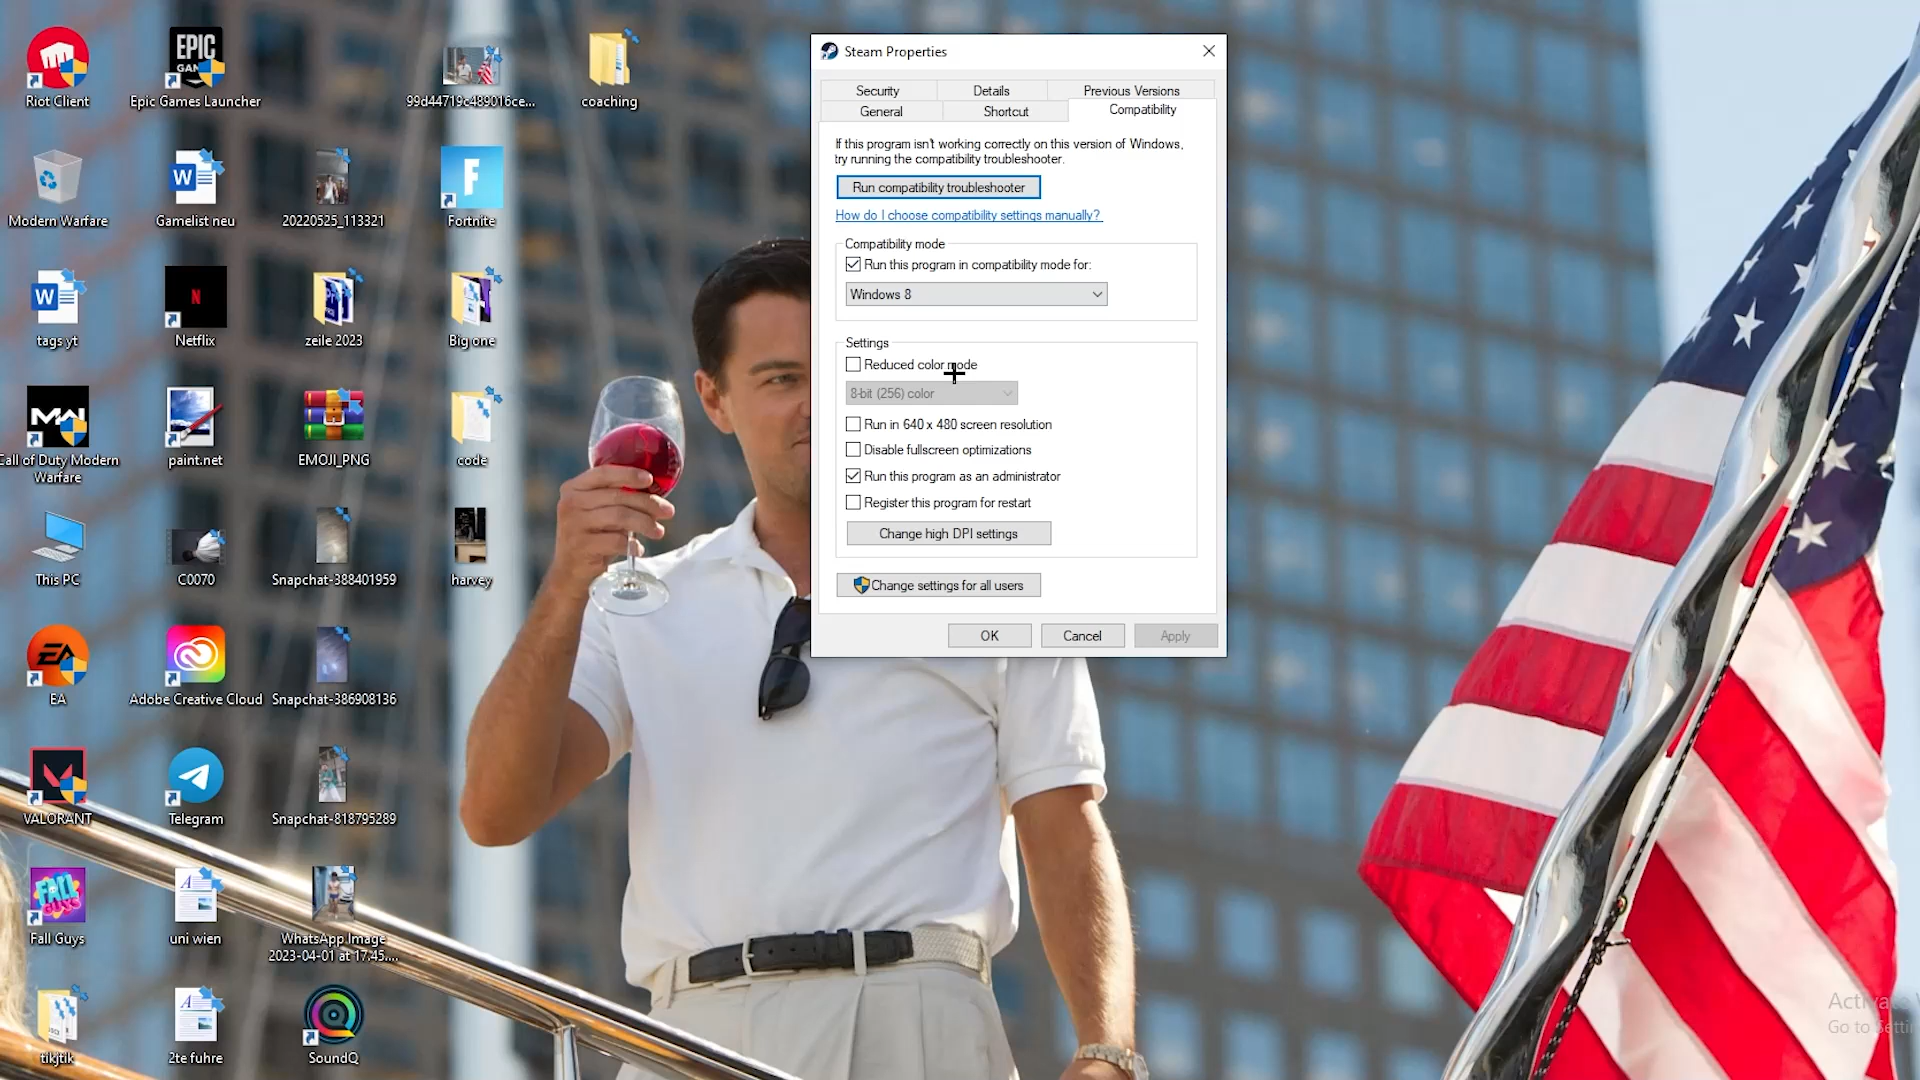 Riot Client
EPIC
GAMES
Epic Games Launcher
99d44719c489016ce...
coaching
Modern Warfare
Gamelist neu
20220525_113321
Fortnite
tags yt
Netflix
zeile 2023
Big one
Call of Duty Modern
Warfare
paint.net
EMOJI_PNG
code
This PC
C0070
Snapchat-388401959
harvey
EA
Adobe Creative Cloud
Snapchat-386908136
VALORANT
Telegram
Snapchat-818795289
FALL
GUYS
Fall Guys
uni wien
WhatsApp Image
2023-04-01 at 17.45....
tikjtik
2te fuhre
SoundQ
Steam Properties
Security
Details
Previous Versions
General
Shortcut
Compatibility
If this program isn't working correctly on this version of Windows,
try running the compatibility troubleshooter.
Run compatibility troubleshooter
How do I choose compatibility settings manually?
Compatibility mode
Run this program in compatibility mode for:
Windows 8
Settings
Reduced color mode
8-bit (256) color
Run in 640 x 480 screen resolution
Disable fullscreen optimizations
Run this program as an administrator
Register this program for restart
Change high DPI settings
Change settings for all users
OK
Cancel
Apply
Activate
Go to Setti